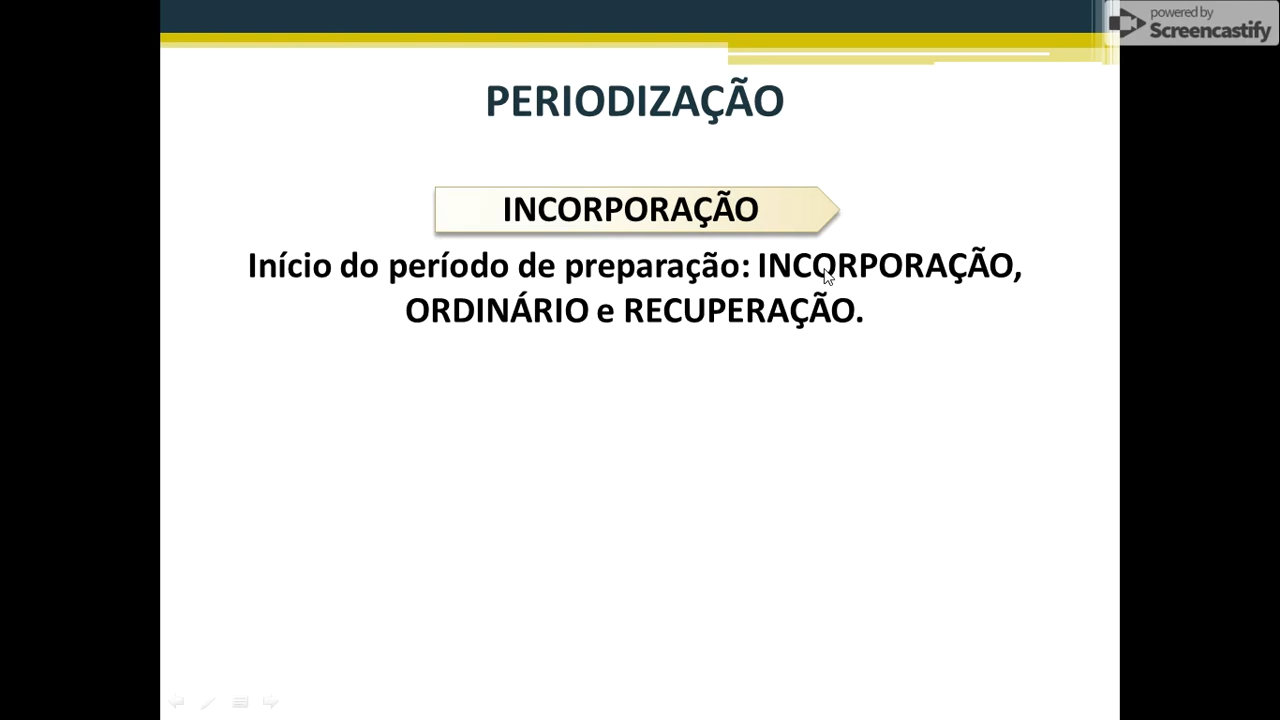 powered by
Screencastify
PERIODIZAÇÃO
INCORPORAÇÃO
Início do período de preparação: INCORPORAÇÃO,
ORDINÁRIO e RECUPERAÇÃO.